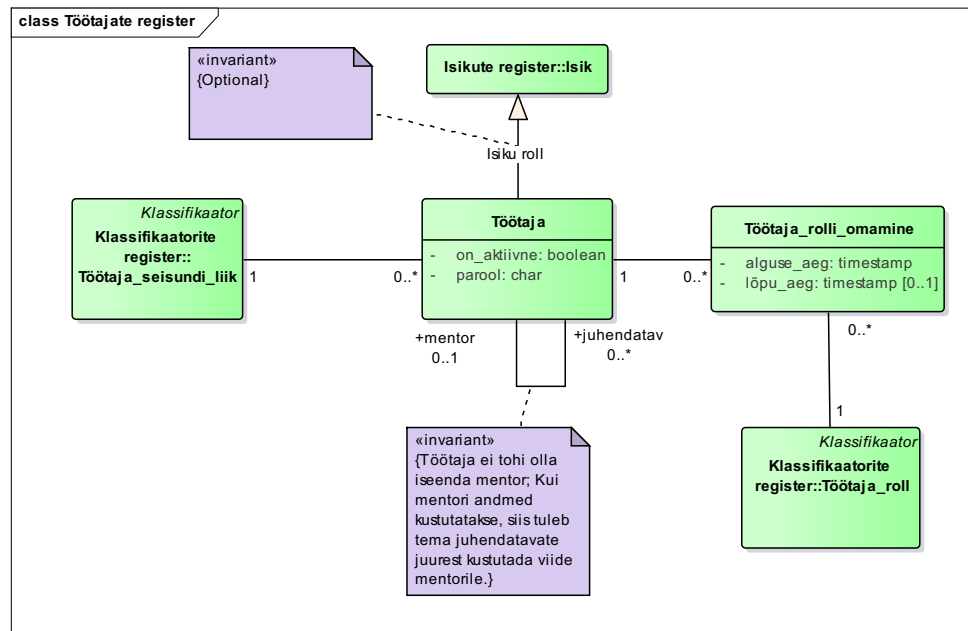 class Töötajate register
«invariant»
{Optional}
Isikute register::Isik
Isiku roll
Klassifikaator
Klassifikaatorite
register::
Töötaja_seisundi_liik
1
0..*
Töötaja
- on_aktiivne: boolean
- parool: char
1
0..*
Töötaja_rolli_omamine
- alguse_aeg: timestamp
- lõpu_aeg: timestamp [0..1]
+mentor
0..1
+juhendatav
0..*
0..*
1
«invariant»
{Töötaja ei tohi olla
iseenda mentor; Kui
mentori andmed
kustutatakse, siis tuleb
tema juhendatavate
juurest kustutada viide
mentorile.}
Klassifikaator
Klassifikaatorite
register::Töötaja_roll